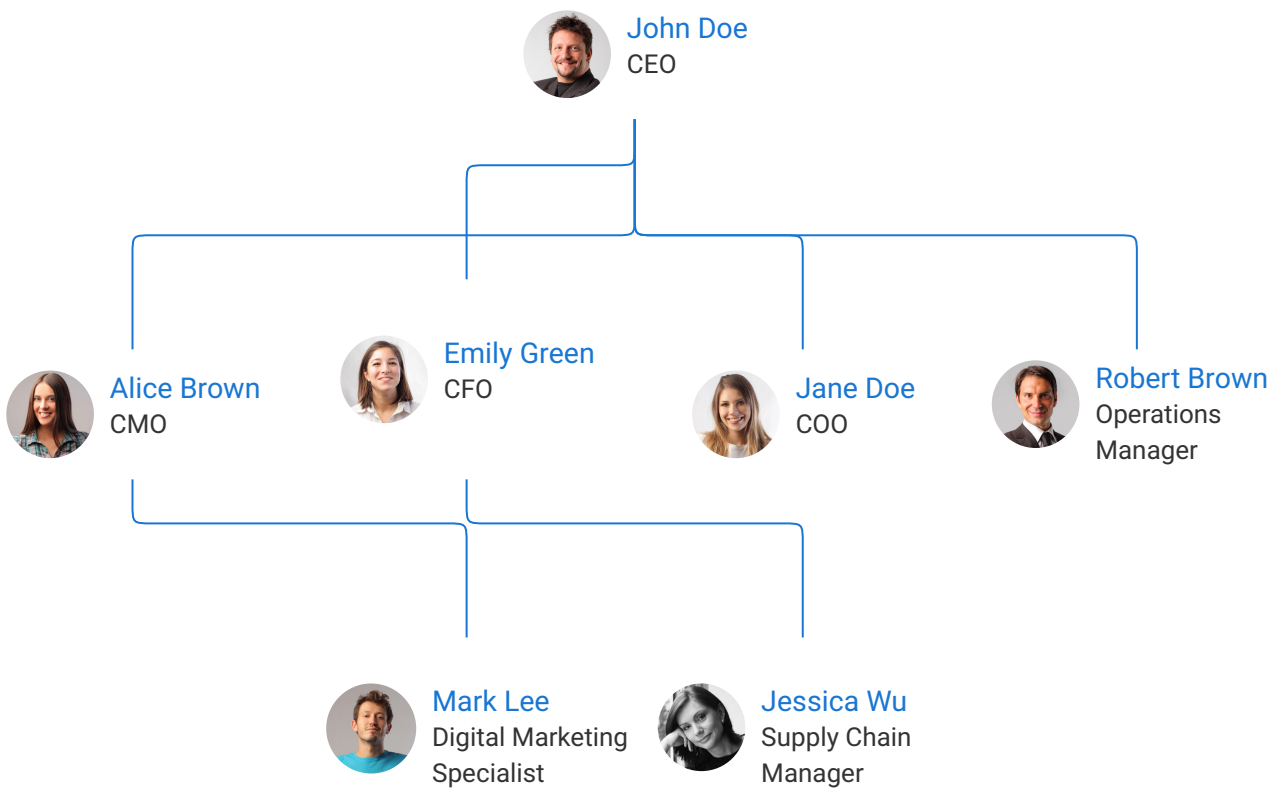 John Doe
CEO
Emily Green
CFO
Alice Brown
CMO
Jane Doe
COO
Robert Brown
Operations
Manager
Mark Lee
Digital Marketing
Specialist
Jessica Wu
Supply Chain
Manager